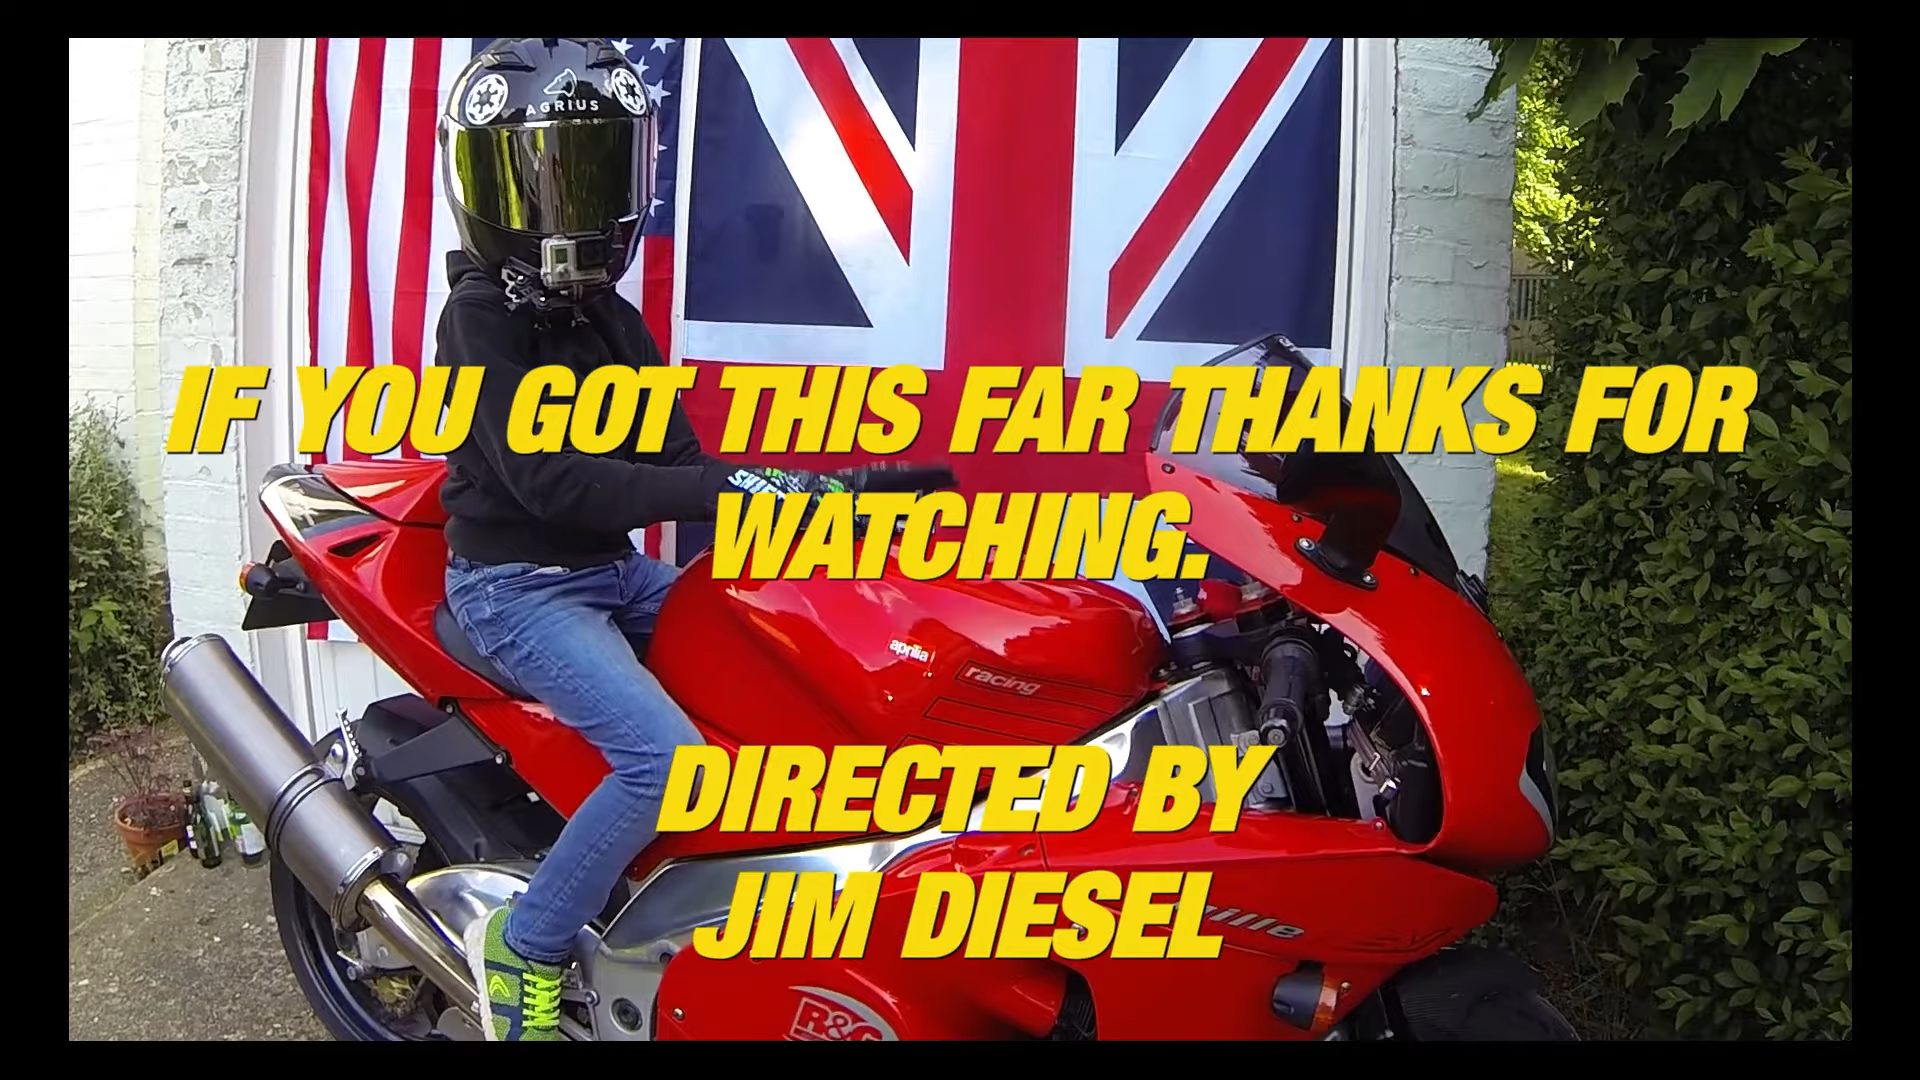 AGRIUS
IF YOU GOT THIS FAR THANKS FOR
WATCHING.
aprilia
racing
DIRECTED BY
JIM DIESEL
R&G